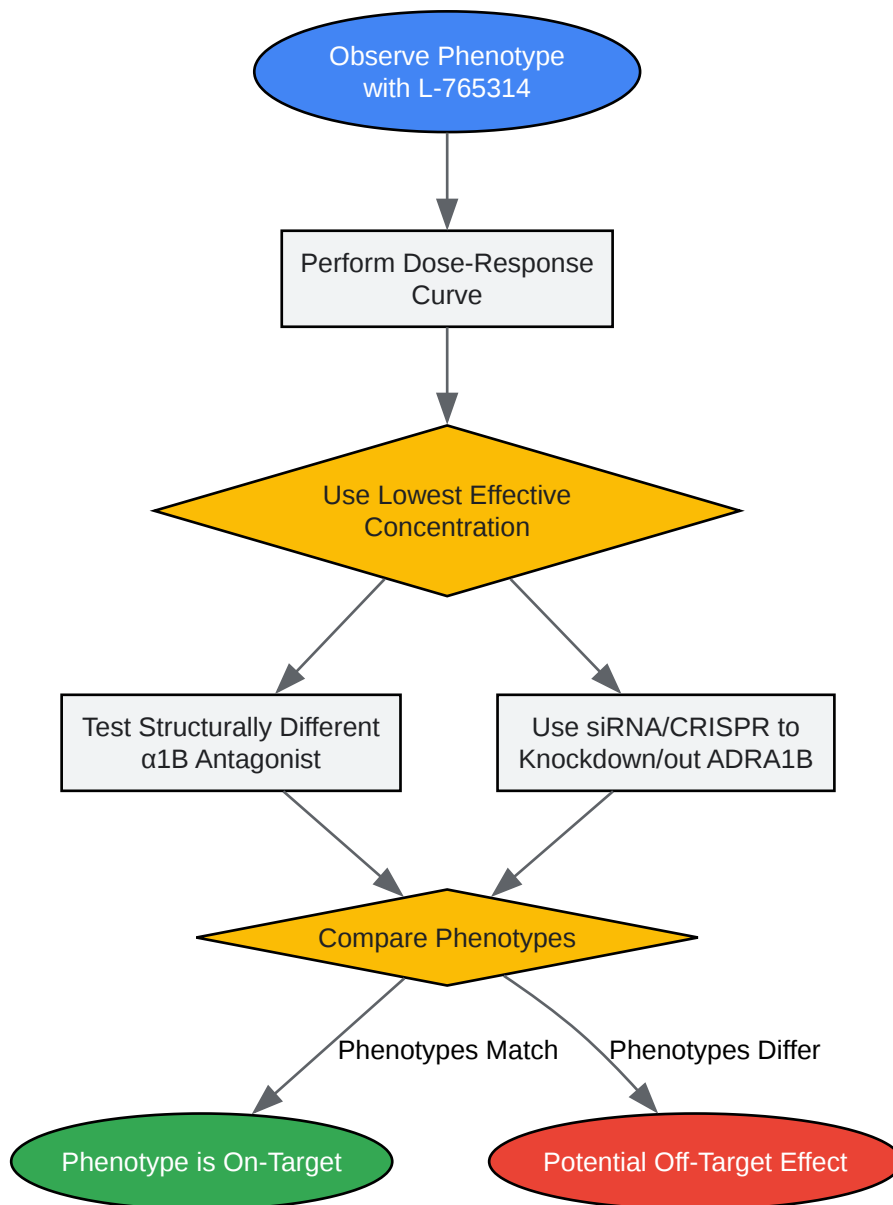 Observe Phenotype
with L-765314
Perform Dose-Response
Curve
Use Lowest Effective
Concentration
Test Structurally Different
α1B Antagonist
Use siRNA/CRISPR to
Knockdown/out ADRA1B
Compare Phenotypes
Phenotypes Match
Phenotypes Differ
Phenotype is On-Target
Potential Off-Target Effect